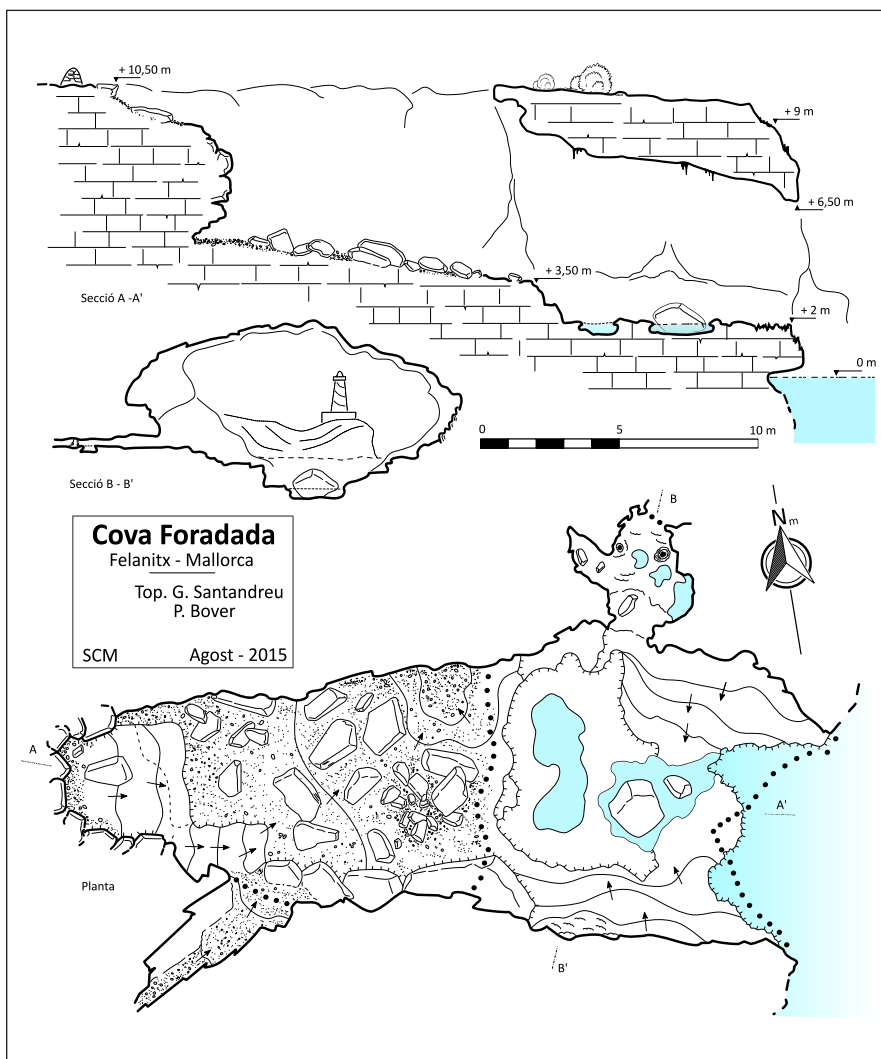 + 10,50 m
+ 9 m
+ 6,50 m
+ 3,50 m
Secció A -A'
+ 2 m
0 m
0 5 10 m
Secció B - B'
B
Cova Foradada
Felanitx - Mallorca
Top. G. Santandreu
P. Bover
SCM Agost - 2015
N m
A
A'
Planta
B'